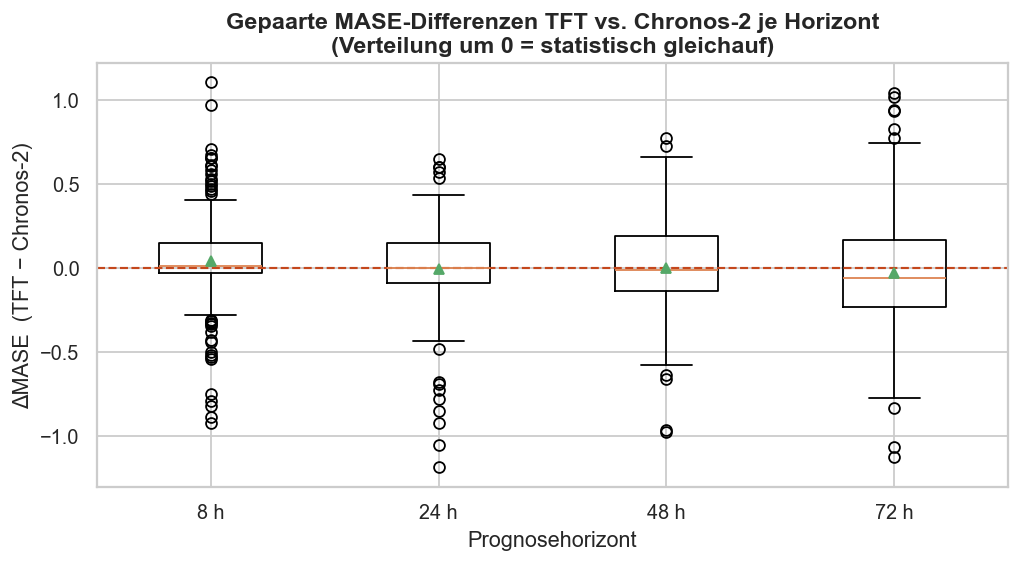 Gepaarte MASE-Differenzen TFT vs. Chronos-2 je Horizont
(Verteilung um 0 = statistisch gleichauf)
ΔMASE (TFT − Chronos-2)
1.0
0.5
0.0
−0.5
−1.0
8 h
24 h
48 h
72 h
Prognosehorizont